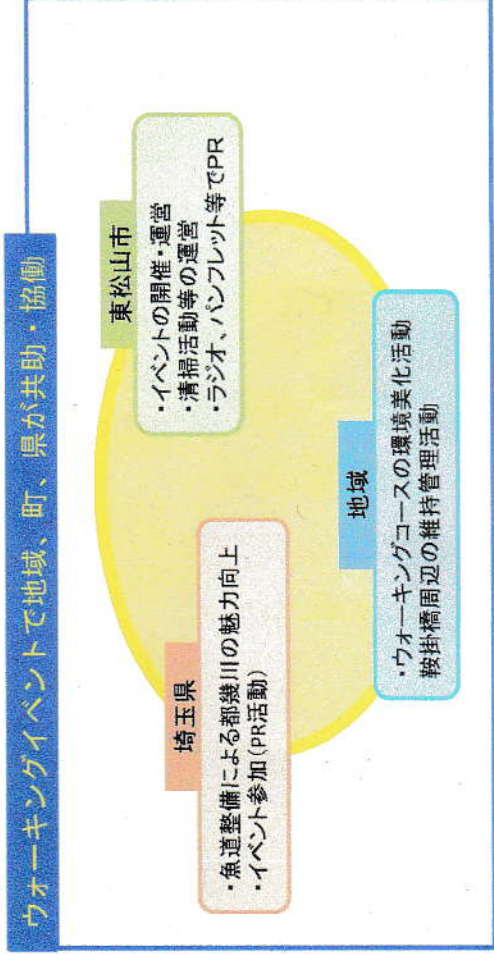 ウォーキングイベントで地域、町、県が共助・協働
埼玉県
・魚道整備による都幾川の魅力向上
・イベント参加(PR活動)
東松山市
・イベントの開催・運営
・清掃活動等の運営
・ラジオ、パンフレット等でPR
地域
・ウォーキングコースの環境美化活動
鞍掛橋周辺の維持管理活動